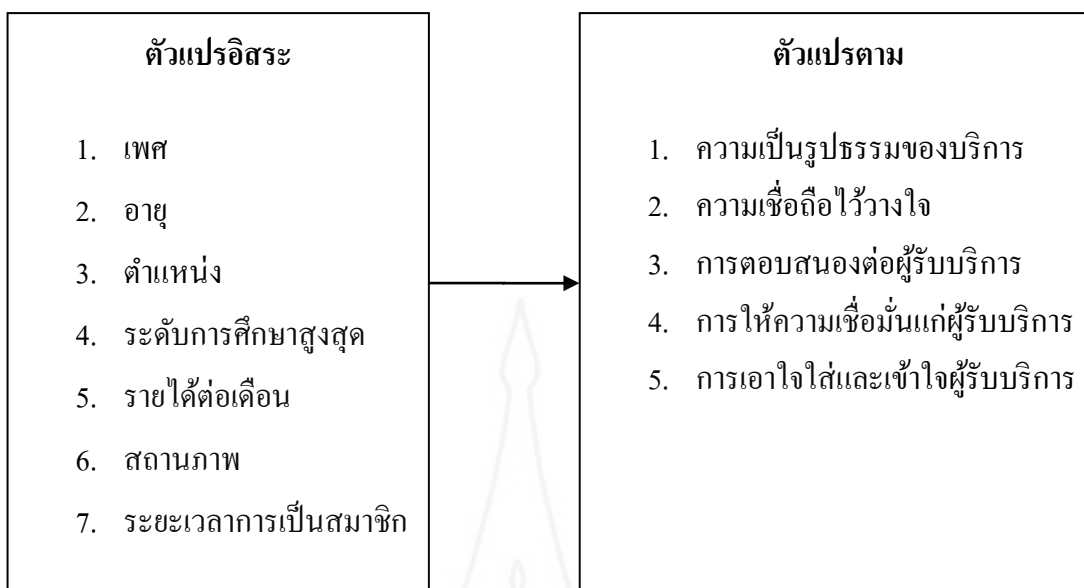 ตัวแปรอิสระ
1. เพศ
2. อายุ
3. ตำแหน่ง
4. ระดับการศึกษาสูงสุด
5. รายได้ต่อเดือน
6. สถานภาพ
7. ระยะเวลาการเป็นสมาชิก
ตัวแปรตาม
1. ความเป็นรูปธรรมของบริการ
2. ความเชื่อถือไว้วางใจ
3. การตอบสนองต่อผู้รับบริการ
4. การให้ความเชื่อมั่นแก่ผู้รับบริการ
5. การเอาใจใส่และเข้าใจผู้รับบริการ